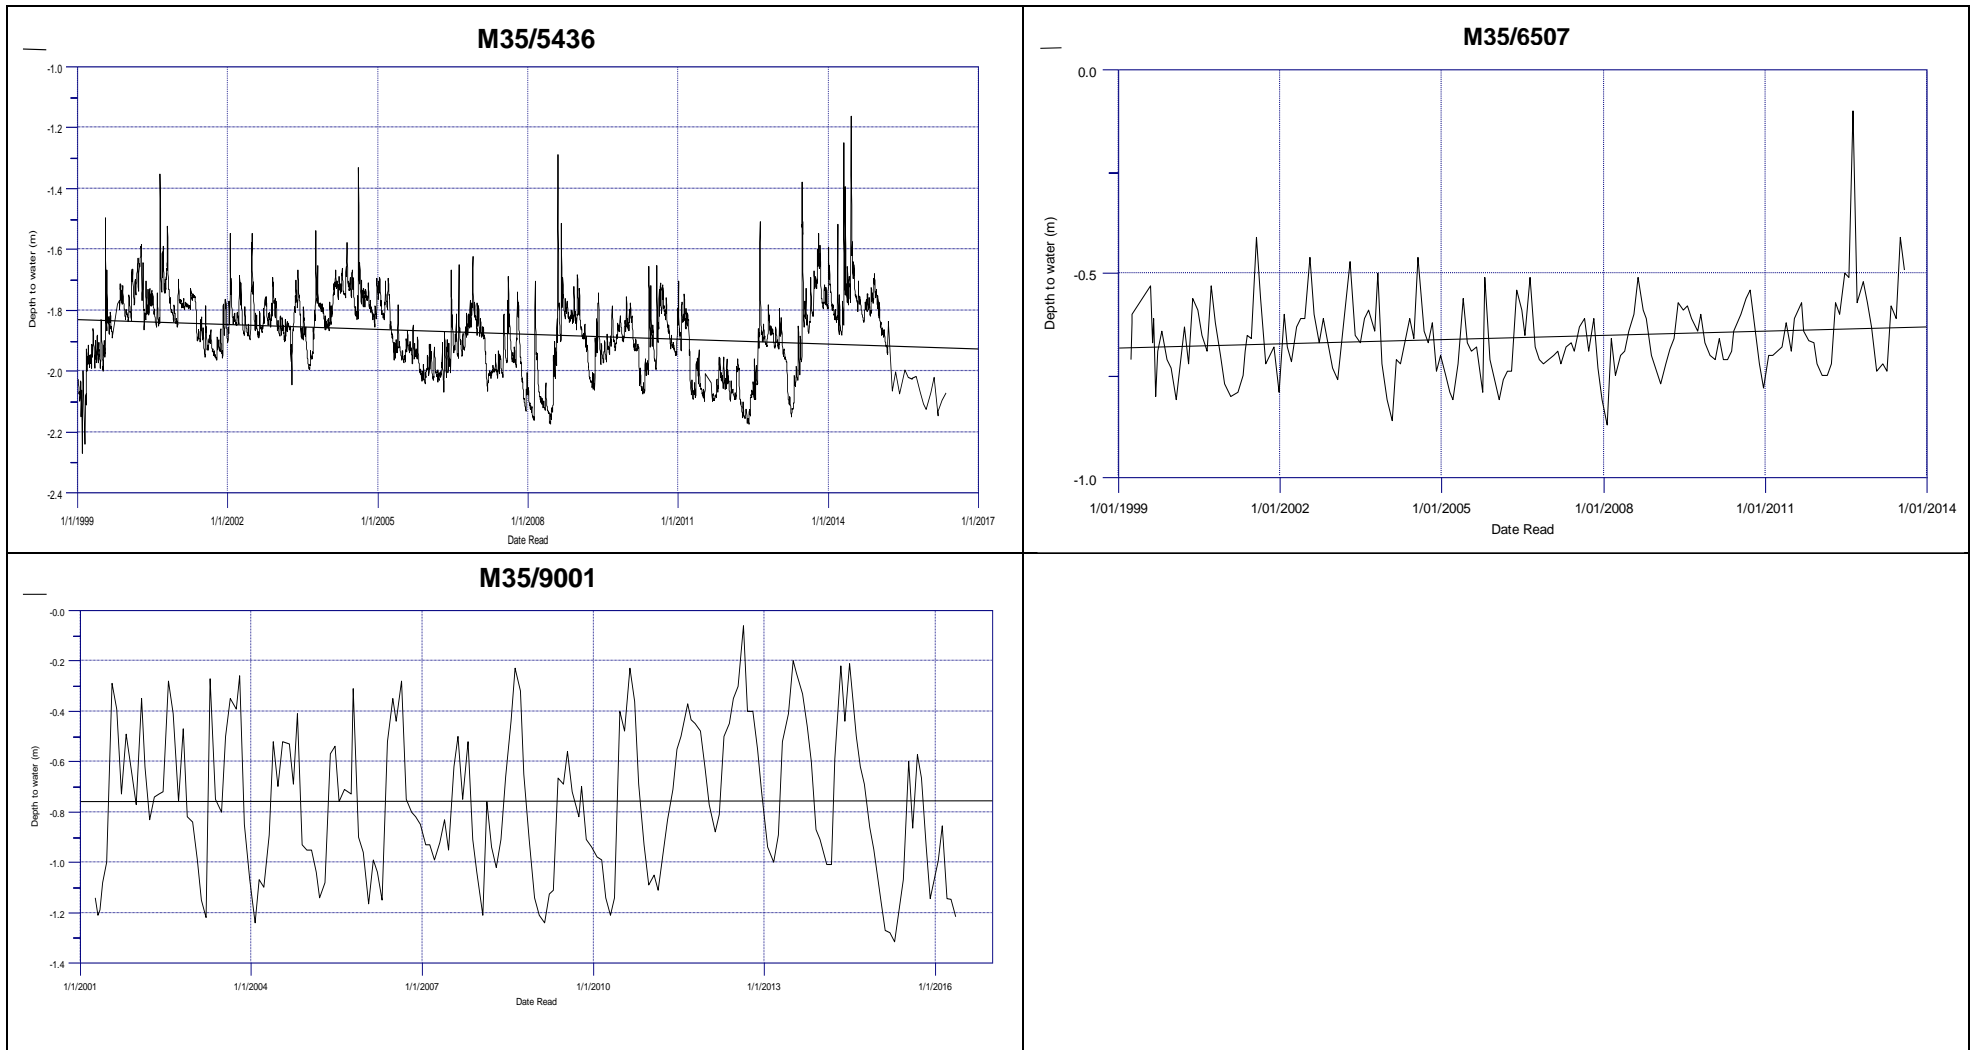 M35/5436
-1.0
-1.2
-1.4
-1.6
-1.8
-2.0
-2.2
-2.4
Depth to water (m)
1/1/1999 1/1/2002 1/1/2005 1/1/2008 1/1/2011 1/1/2014 1/1/2017
Date Read
M35/6507
0.0
-0.5
-1.0
Depth to water (m)
1/01/1999 1/01/2002 1/01/2005 1/01/2008 1/01/2011 1/01/2014
Date Read
M35/9001
-0.0
-0.2
-0.4
-0.6
-0.8
-1.0
-1.2
-1.4
Depth to water (m)
1/1/2001 1/1/2004 1/1/2007 1/1/2010 1/1/2013 1/1/2016
Date Read